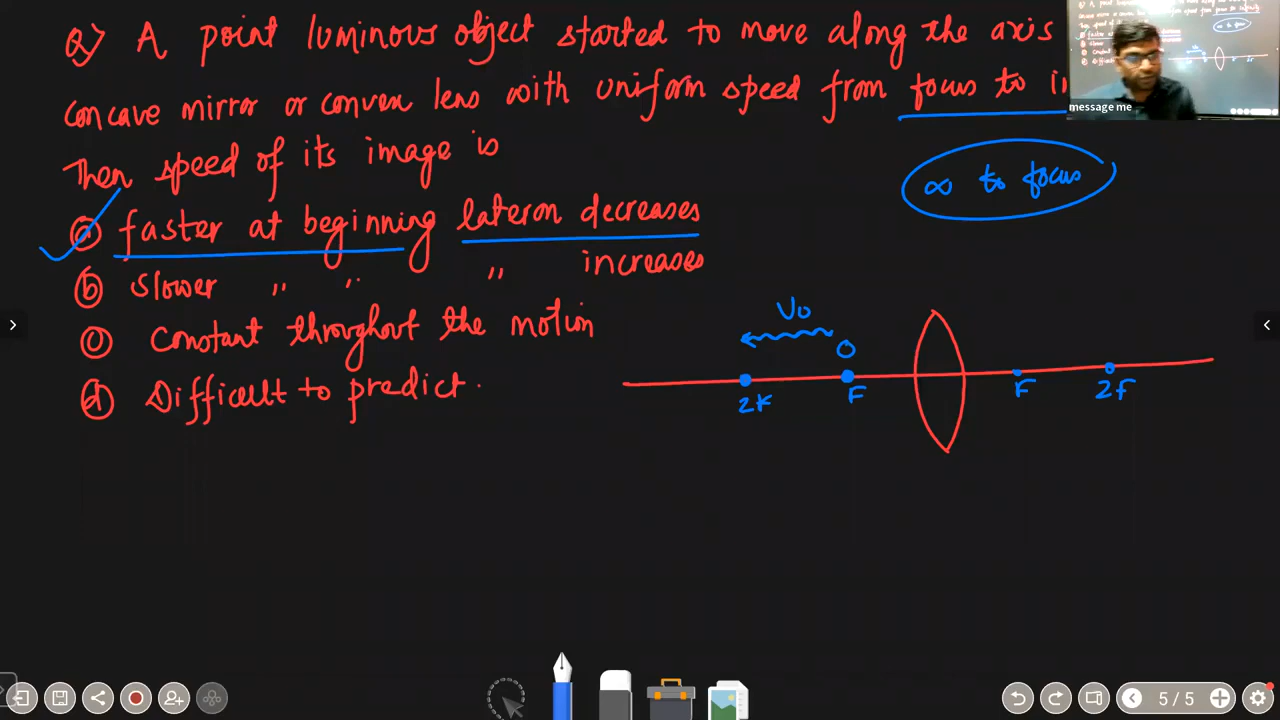 Q) A point luminous object started to move along the axis
Concave mirror or convex lens with uniform speed from focus to
Then speed of its image is
ⓐ faster at beginning lateron decreases
ⓑ slower " " " increases
ⓒ Constant throughout the motion
ⓓ Difficult to predict.
∞ to focus
Vo
O
2F
F
F
2F
message me
5 / 5